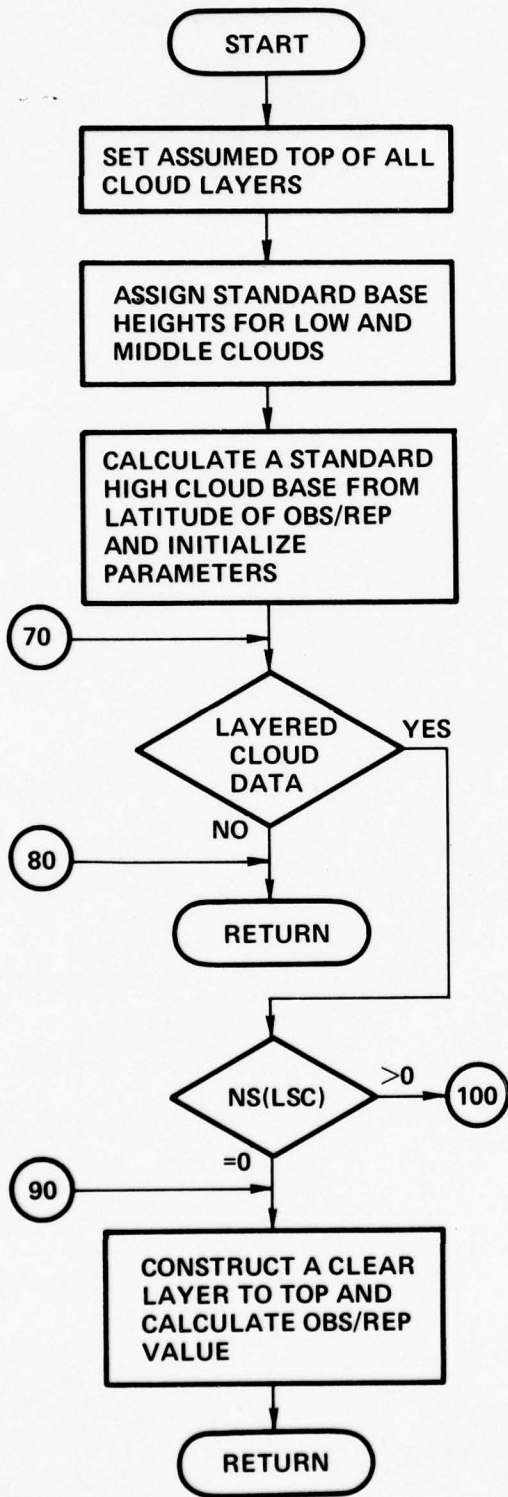 START
SET ASSUMED TOP OF ALL
CLOUD LAYERS
ASSIGN STANDARD BASE
HEIGHTS FOR LOW AND
MIDDLE CLOUDS
CALCULATE A STANDARD
HIGH CLOUD BASE FROM
LATITUDE OF OBS/REP
AND INITIALIZE
PARAMETERS
70
LAYERED
CLOUD
DATA
YES
NO
80
RETURN
NS(LSC)
>0
100
=0
90
CONSTRUCT A CLEAR
LAYER TO TOP AND
CALCULATE OBS/REP
VALUE
RETURN